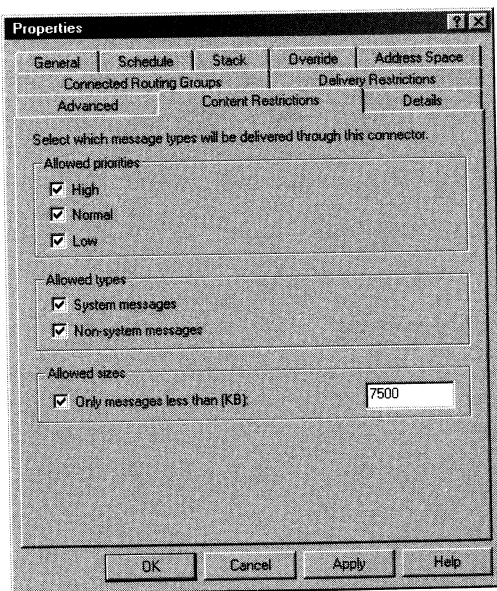 Properties
General Schedule Stack Override Address Space
Connected Routing Groups Delivery Restrictions
Advanced Content Restrictions Details
Select which message types will be delivered through this connector.
Allowed priorities
High
Normal
Low
Allowed types
System messages
Non-system messages
Allowed sizes
Only messages less than (KB): 7500
OK Cancel Apply Help